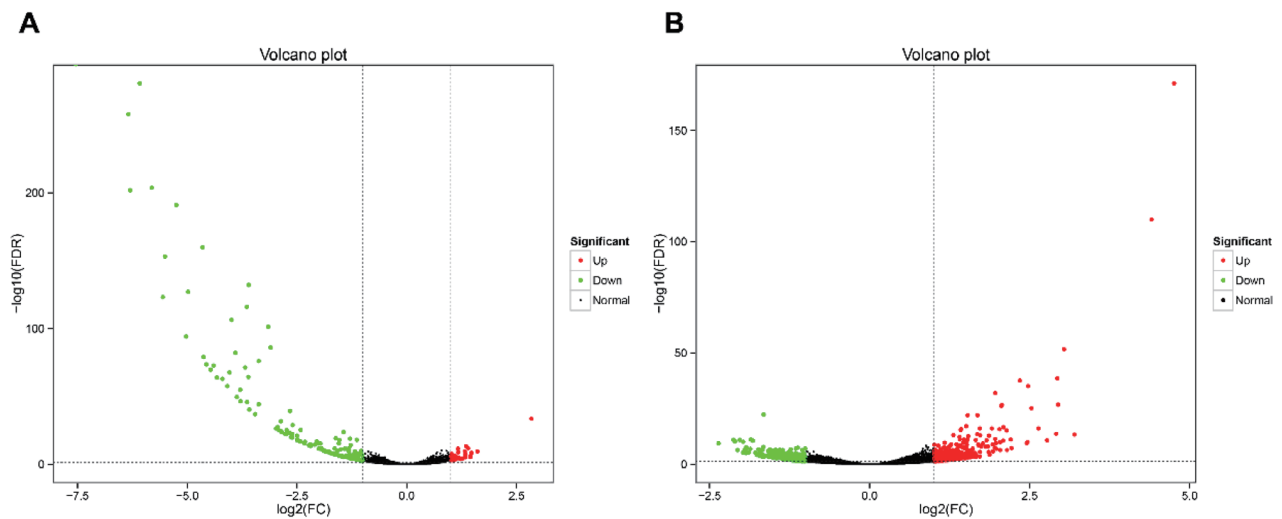 A
Volcano plot
200
100
0
−log10(FDR)
−7.5
−5.0
−2.5
0.0
2.5
log2(FC)
Significant
Up
Down
Normal
B
Volcano plot
150
100
50
0
−log10(FDR)
−2.5
0.0
2.5
5.0
log2(FC)
Significant
Up
Down
Normal